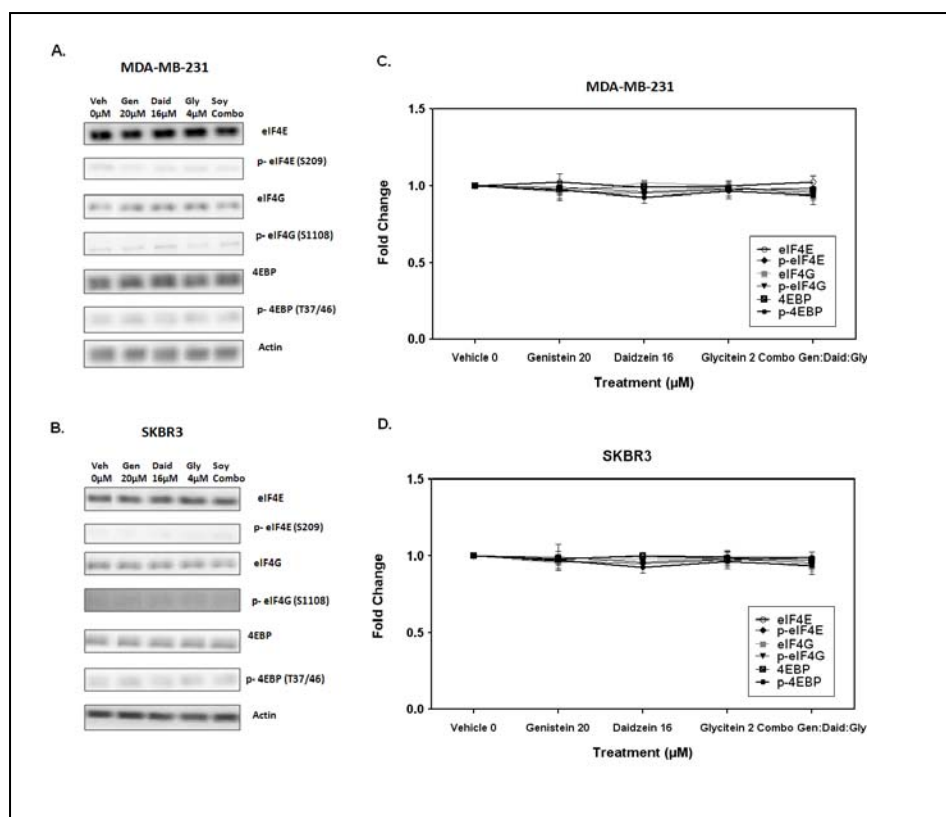 A.
MDA-MB-231
Veh Gen Daid Gly Soy
0µM 20µM 16µM 4µM Combo
eIF4E
p- eIF4E (S209)
eIF4G
p- eIF4G (S1108)
4EBP
p- 4EBP (T37/46)
Actin
B.
SKBR3
Veh Gen Daid Gly Soy
0µM 20µM 16µM 4µM Combo
eIF4E
p- eIF4E (S209)
eIF4G
p- eIF4G (S1108)
4EBP
p- 4EBP (T37/46)
Actin
C.
MDA-MB-231
1.5
1.0
0.5
0.0
Fold Change
eIF4E
p-eIF4E
eIF4G
p-eIF4G
4EBP
p-4EBP
Vehicle 0 Genistein 20 Daidzein 16 Glycitein 2 Combo Gen:Daid:Gly
Treatment (µM)
D.
SKBR3
1.5
1.0
0.5
0.0
Fold Change
eIF4E
p-eIF4E
eIF4G
p-eIF4G
4EBP
p-4EBP
Vehicle 0 Genistein 20 Daidzein 16 Glycitein 2 Combo Gen:Daid:Gly
Treatment (µM)